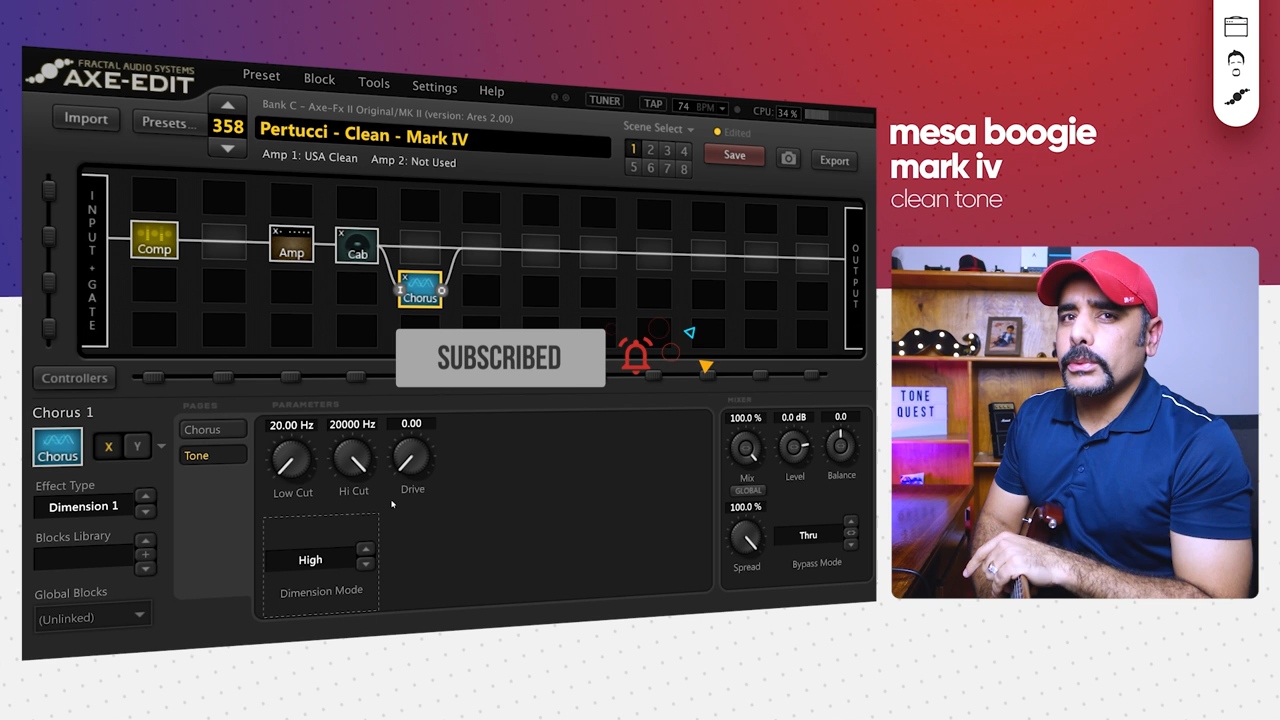 FRACTAL AUDIO SYSTEMS
AXE-EDIT
Preset Block Tools Settings Help
TUNER TAP 74 BPM CPU: 34 %
Import Presets... 358
Bank C - Axe-Fx II Original/MK II (version: Ares 2.00)
Pertucci - Clean - Mark IV
Amp 1: USA Clean Amp 2: Not Used
Scene Select Edited
1 2 3 4
5 6 7 8
Save Export
INPUT + GATE
Comp
X Amp
X Cab
X Chorus
I O
OUTPUT
SUBSCRIBED
Controllers
Chorus 1
Chorus
X Y
Effect Type
Dimension 1
Blocks Library
Global Blocks
(Unlinked)
PAGES
Chorus
Tone
PARAMETERS
20.00 Hz 20000 Hz 0.00
Low Cut Hi Cut Drive
High
Dimension Mode
MIXER
100.0 % 0.0 dB 0.0
Mix Level Balance
GLOBAL
100.0 %
Thru
Spread Bypass Mode
mesa boogie
mark iv
clean tone
TONE
QUEST